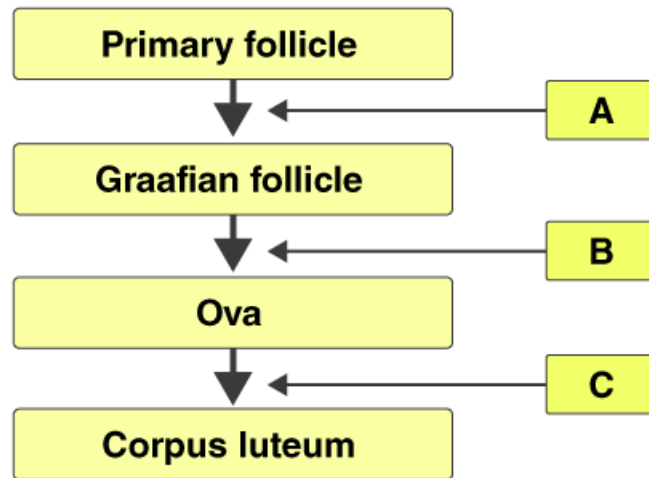 Primary follicle
A
Graafian follicle
B
Ova
C
Corpus luteum